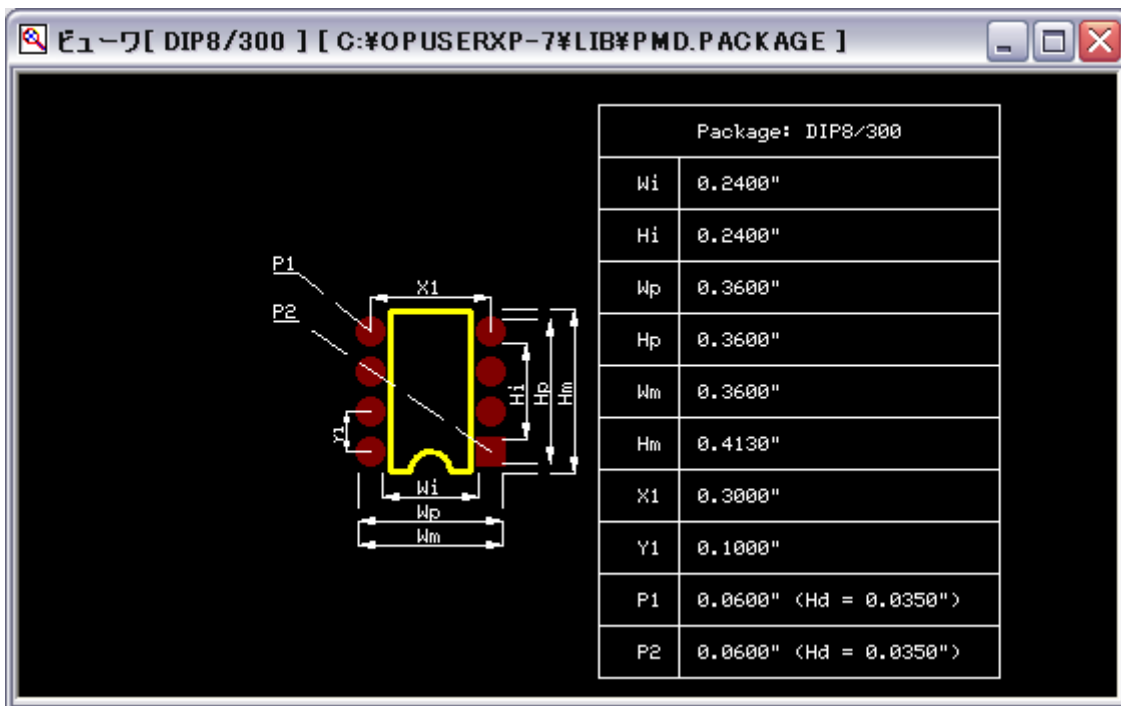 ビューワ[ DIP8/300 ] [ C:¥OPUSERXP-7¥LIB¥PMD.PACKAGE ]
Package: DIP8/300
Wi 0.2400"
Hi 0.2400"
Wp 0.3600"
Hp 0.3600"
Wm 0.3600"
Hm 0.4130"
X1 0.3000"
Y1 0.1000"
P1 0.0600" (Hd = 0.0350")
P2 0.0600" (Hd = 0.0350")
P1
X1
P2
Hi
Hp
Hm
Y1
Wi
Wp
Wm